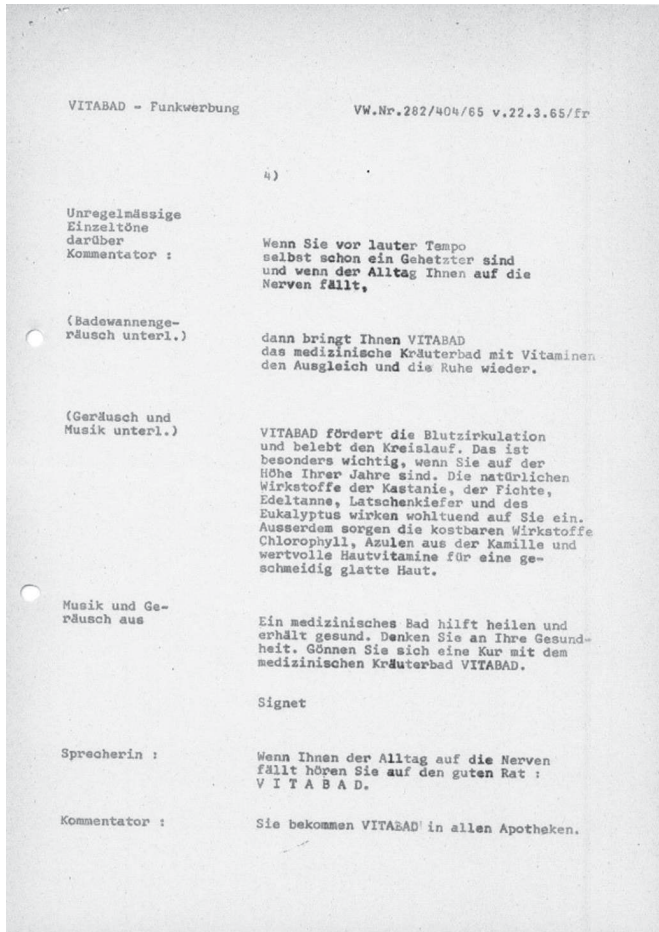 VITABAD - Funkwerbung VW.Nr.282/404/65 v.22.3.65/fr
4)
Unregelmässige
Einzeltöne
darüber
Kommentator :
Wenn Sie vor lauter Tempo
selbst schon ein Gehetzter sind
und wenn der Alltag Ihnen auf die
Nerven fällt,
(Badewannenge-
räusch unterl.)
dann bringt Ihnen VITABAD
das medizinische Kräuterbad mit Vitaminen
den Ausgleich und die Ruhe wieder.
(Geräusch und
Musik unterl.)
VITABAD fördert die Blutzirkulation
und belebt den Kreislauf. Das ist
besonders wichtig, wenn Sie auf der
Höhe Ihrer Jahre sind. Die natürlichen
Wirkstoffe der Kastanie, der Fichte,
Edeltanne, Latschenkiefer und des
Eukalyptus wirken wohltuend auf Sie ein.
Ausserdem sorgen die kostbaren Wirkstoffe
Chlorophyll, Azulen aus der Kamille und
wertvolle Hautvitamine für eine ge-
schmeidig glatte Haut.
Musik und Ge-
räusch aus
Ein medizinisches Bad hilft heilen und
erhält gesund. Denken Sie an Ihre Gesund-
heit. Gönnen Sie sich eine Kur mit dem
medizinischen Kräuterbad VITABAD.
Signet
Sprecherin :
Wenn Ihnen der Alltag auf die Nerven
fällt hören Sie auf den guten Rat :
V I T A B A D.
Kommentator :
Sie bekommen VITABAD in allen Apotheken.